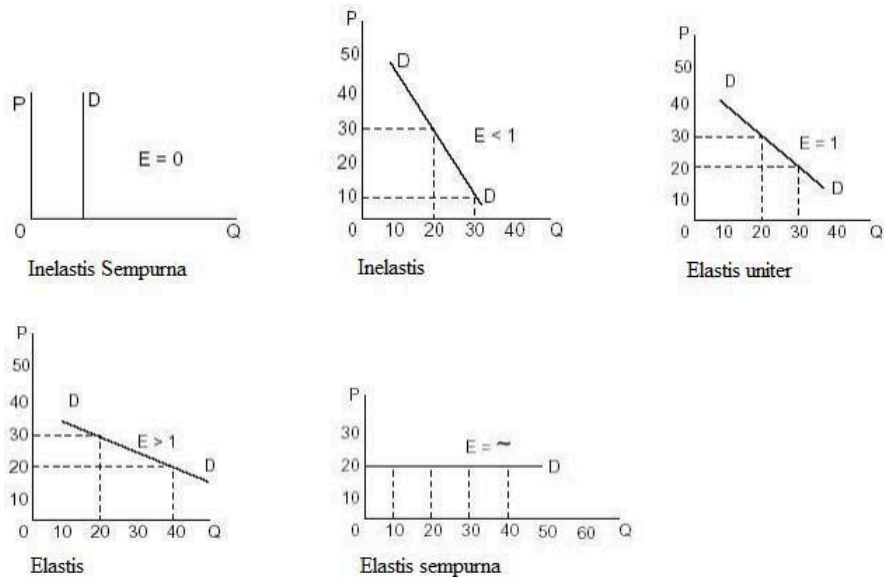 P
D
E = 0
0
Q
Inelastis Sempurna
P
50
D
40
30
E < 1
20
10
D
0
10 20 30 40 Q
Inelastis
P
50
D
40
30
E = 1
20
D
10
0
10 20 30 40 Q
Elastis uniter
P
50
40
D
30
E > 1
20
D
10
0 10 20 30 40 Q
Elastis
P
30
E = ~
20
D
10
0 10 20 30 40 50 60 Q
Elastis sempurna